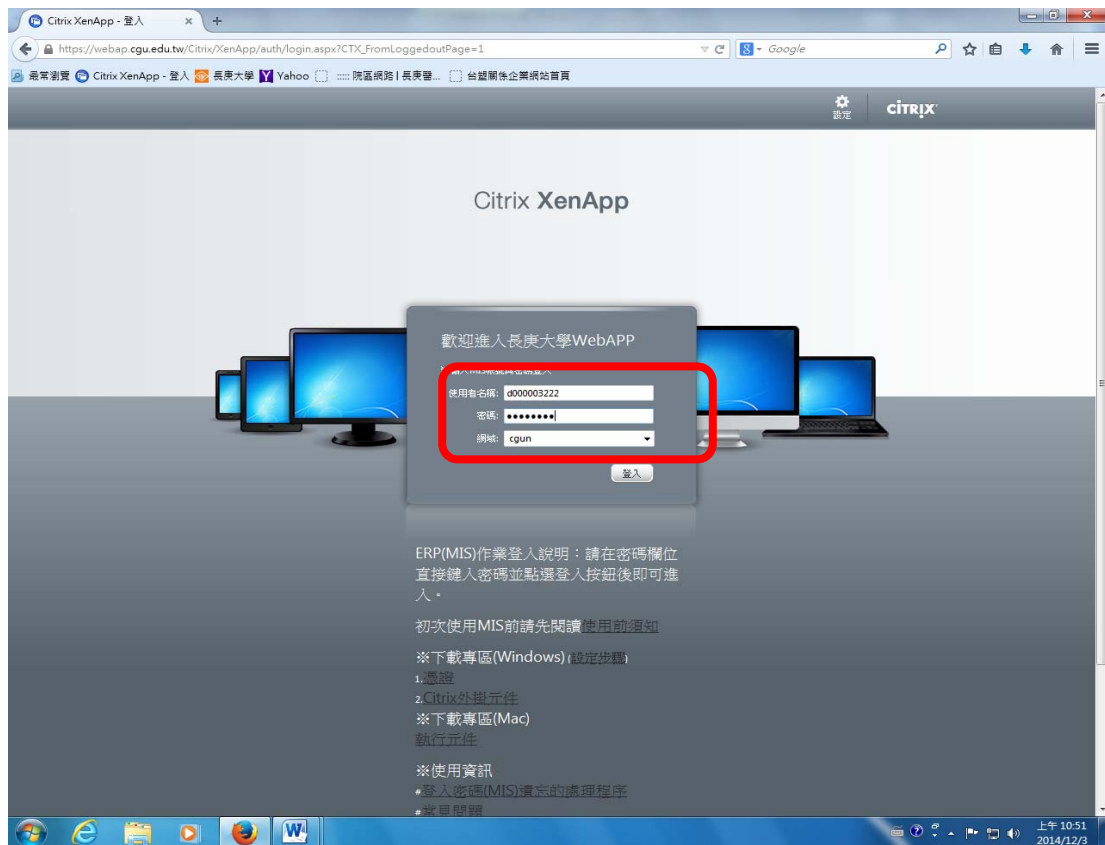 Citrix XenApp - 登入
https://webap.cgu.edu.tw/Citrix/XenApp/auth/login.aspx?CTX_FromLoggedoutPage=1
Google
最常瀏覽 Citrix XenApp - 登入 長庚大學 Yahoo ::::: 院區網路 | 長庚醫... 台塑關係企業網站首頁
設定 CITRIX
Citrix XenApp
歡迎進入長庚大學WebAPP
使用者名稱: d000003222
密碼: ••••••••
網域: cgun
登入
ERP(MIS)作業登入說明：請在密碼欄位
直接鍵入密碼並點選登入按鈕後即可進
入。
初次使用MIS前請先閱讀使用前須知
※下載專區(Windows) (設定步驟)
1.憑證
2.Citrix外掛元件
※下載專區(Mac)
執行元件
※使用資訊
#登入密碼(MIS)遺忘的處理程序
#常見問題
上午 10:51
2014/12/3